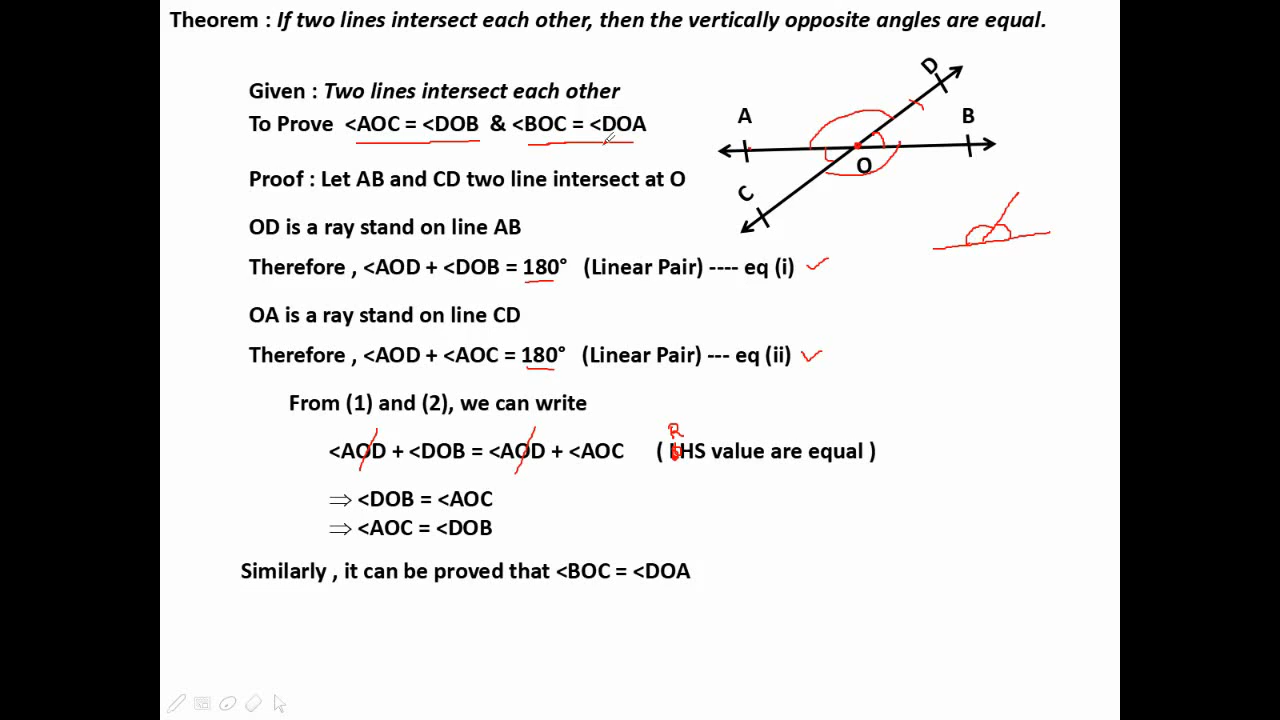 Theorem : If two lines intersect each other, then the vertically opposite angles are equal.
Given : Two lines intersect each other
To Prove <AOC = <DOB & <BOC = <DOA
D
A
B
O
C
Proof : Let AB and CD two line intersect at O
OD is a ray stand on line AB
Therefore , <AOD + <DOB = 180° (Linear Pair) ---- eq (i)
OA is a ray stand on line CD
Therefore , <AOD + <AOC = 180° (Linear Pair) --- eq (ii)
From (1) and (2), we can write
R
<AOD + <DOB = <AOD + <AOC ( LHS value are equal )
⇒ <DOB = <AOC
⇒ <AOC = <DOB
Similarly , it can be proved that <BOC = <DOA